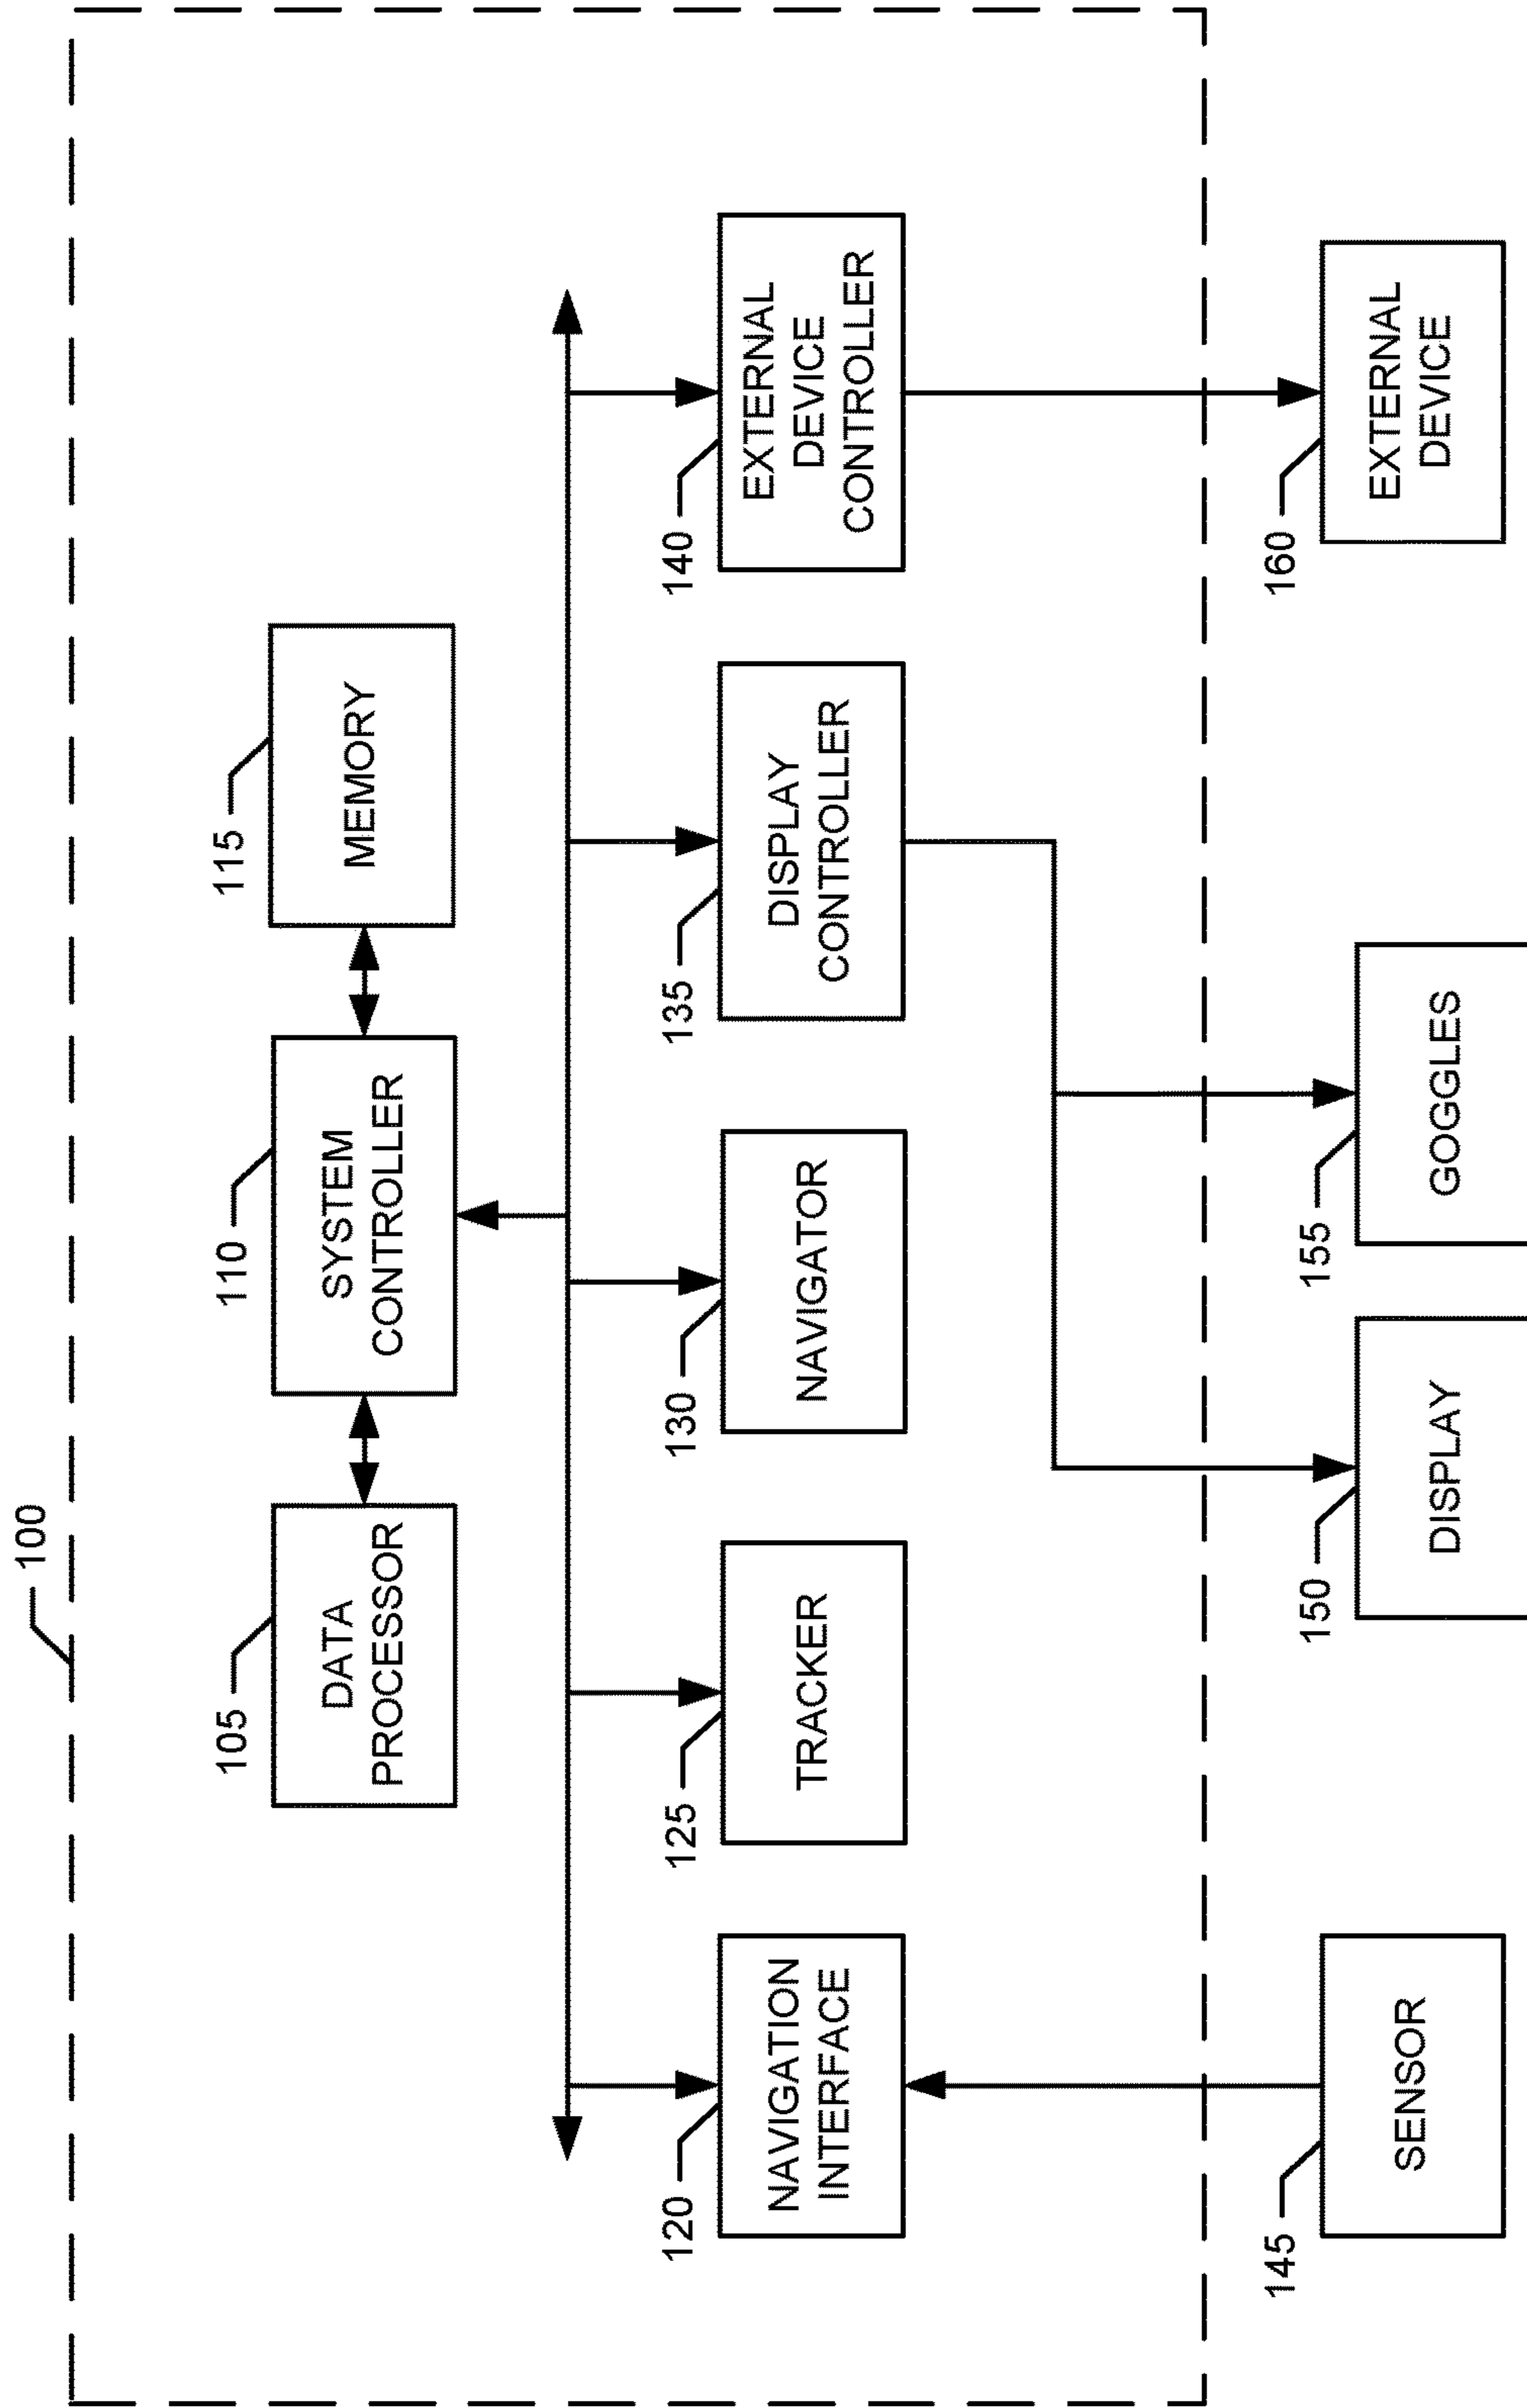 100
105
DATA
PROCESSOR
110
SYSTEM
CONTROLLER
115
MEMORY
120
NAVIGATION
INTERFACE
125
TRACKER
130
NAVIGATOR
135
DISPLAY
CONTROLLER
140
EXTERNAL
DEVICE
CONTROLLER
145
SENSOR
150
DISPLAY
155
GOGGLES
160
EXTERNAL
DEVICE